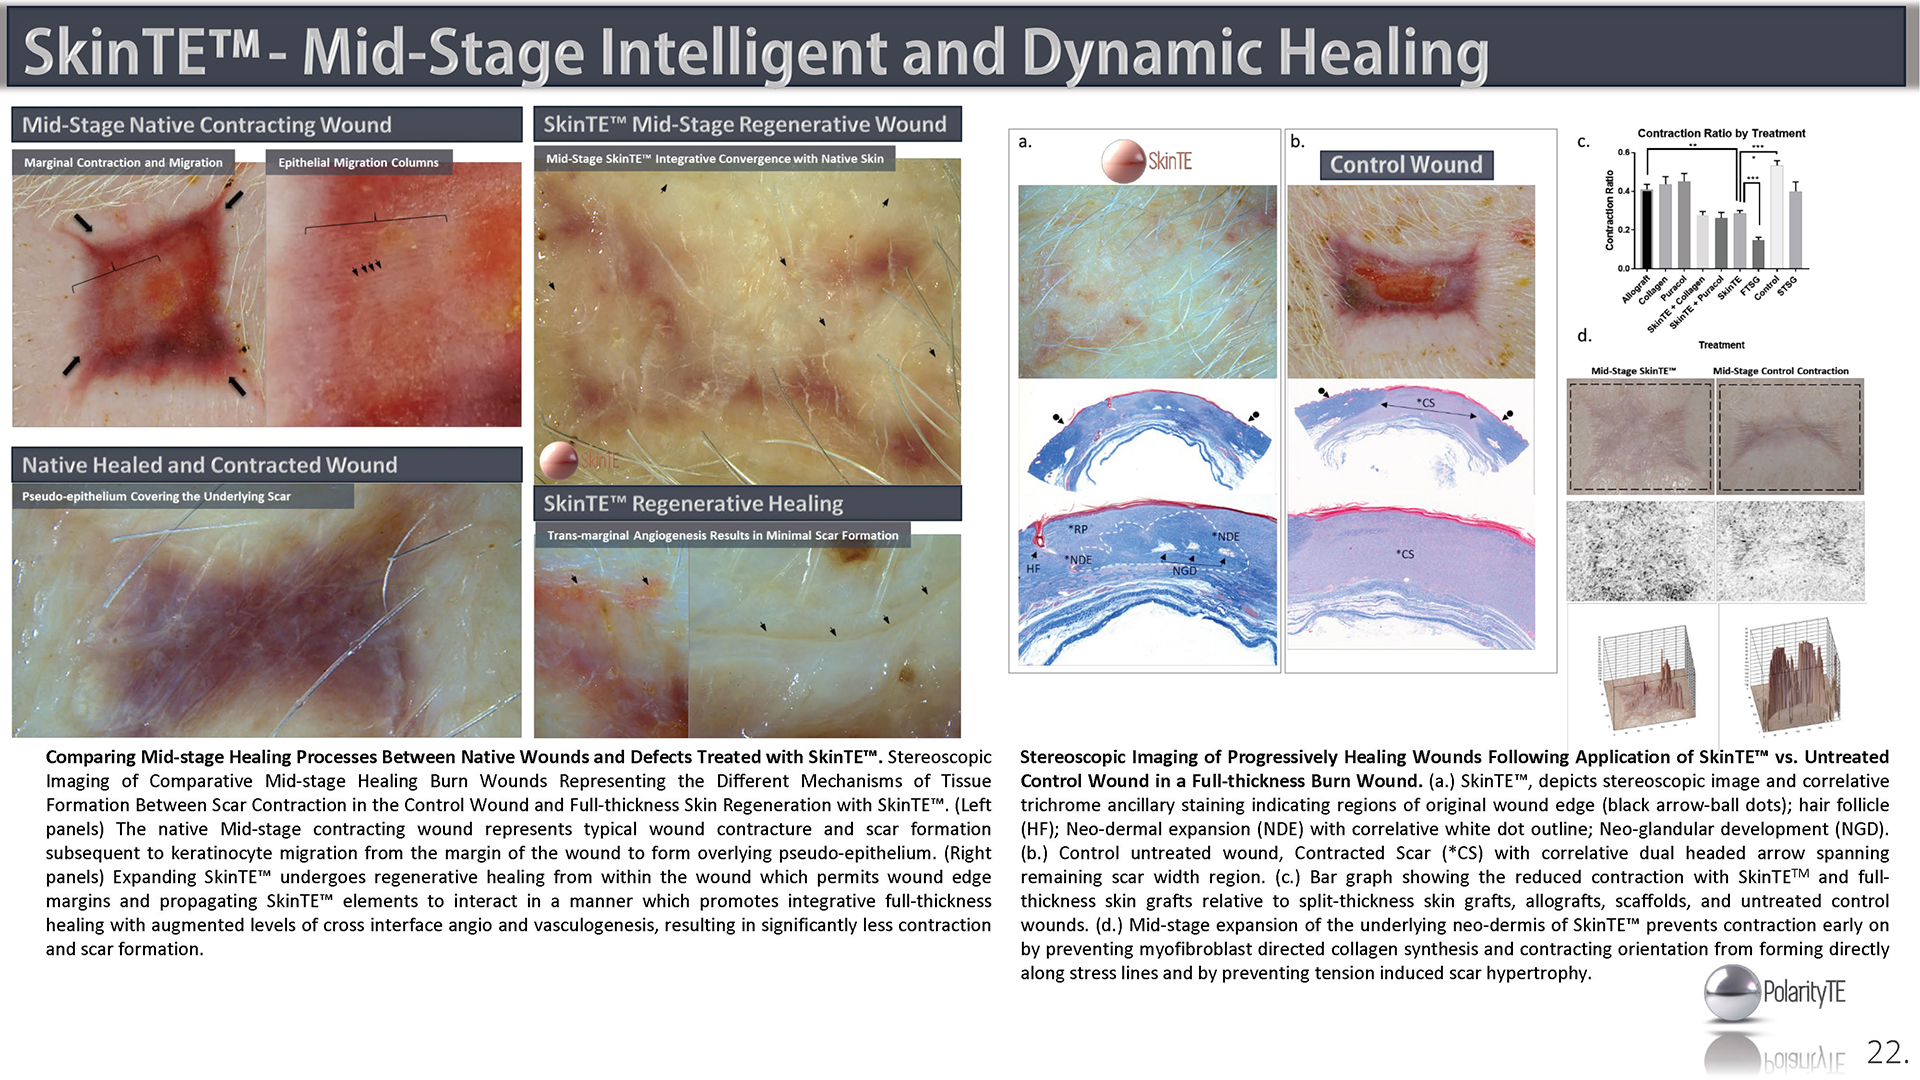 SkinTE™ - Mid-Stage Intelligent and Dynamic Healing
Mid-Stage Native Contracting Wound
Marginal Contraction and Migration
Epithelial Migration Columns
Native Healed and Contracted Wound
Pseudo-epithelium Covering the Underlying Scar
SkinTE™ Mid-Stage Regenerative Wound
Mid-Stage SkinTE™ Integrative Convergence with Native Skin
SkinTE
SkinTE™ Regenerative Healing
Trans-marginal Angiogenesis Results in Minimal Scar Formation
Comparing Mid-stage Healing Processes Between Native Wounds and Defects Treated with SkinTE™. Stereoscopic
Imaging of Comparative Mid-stage Healing Burn Wounds Representing the Different Mechanisms of Tissue
Formation Between Scar Contraction in the Control Wound and Full-thickness Skin Regeneration with SkinTE™. (Left
panels) The native Mid-stage contracting wound represents typical wound contracture and scar formation
subsequent to keratinocyte migration from the margin of the wound to form overlying pseudo-epithelium. (Right
panels) Expanding SkinTE™ undergoes regenerative healing from within the wound which permits wound edge
margins and propagating SkinTE™ elements to interact in a manner which promotes integrative full-thickness
healing with augmented levels of cross interface angio and vasculogenesis, resulting in significantly less contraction
and scar formation.
a.
SkinTE
*RP
*NDE
*NDE
HF
NGD
b.
Control Wound
*CS
*CS
c.
Contraction Ratio by Treatment
Contraction Ratio
0.6
0.4
0.2
0.0
**
***
*
***
Allograft
Collagen
Puracol
SkinTE + Collagen
SkinTE + Puracol
SkinTE
FTSG
Control
STSG
Treatment
d.
Mid-Stage SkinTE™
Mid-Stage Control Contraction
Stereoscopic Imaging of Progressively Healing Wounds Following Application of SkinTE™ vs. Untreated
Control Wound in a Full-thickness Burn Wound. (a.) SkinTE™, depicts stereoscopic image and correlative
trichrome ancillary staining indicating regions of original wound edge (black arrow-ball dots); hair follicle
(HF); Neo-dermal expansion (NDE) with correlative white dot outline; Neo-glandular development (NGD).
(b.) Control untreated wound, Contracted Scar (*CS) with correlative dual headed arrow spanning
remaining scar width region. (c.) Bar graph showing the reduced contraction with SkinTE™ and full-
thickness skin grafts relative to split-thickness skin grafts, allografts, scaffolds, and untreated control
wounds. (d.) Mid-stage expansion of the underlying neo-dermis of SkinTE™ prevents contraction early on
by preventing myofibroblast directed collagen synthesis and contracting orientation from forming directly
along stress lines and by preventing tension induced scar hypertrophy.
PolarityTE
22.